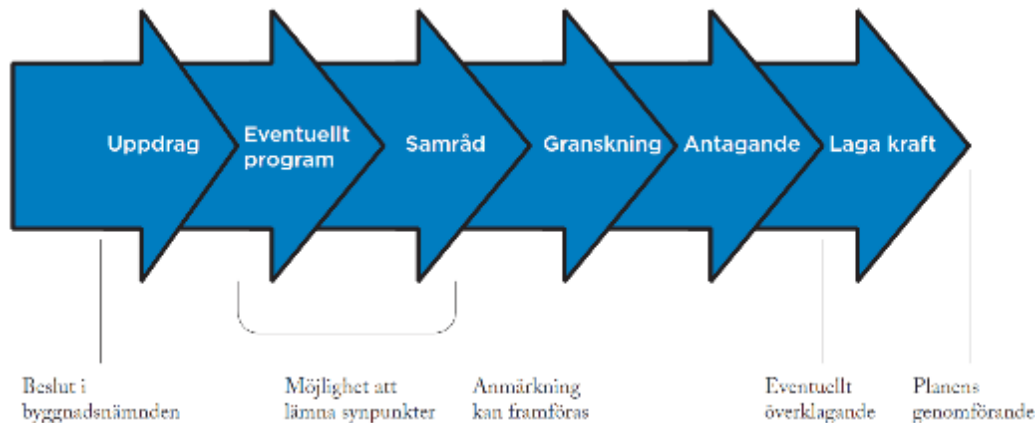 Uppdrag
Eventuellt
program
Samråd
Granskning
Antagande
Laga kraft
Beslut i
byggnadsnämnden
Möjlighet att
lämna synpunkter
Anmärkning
kan framföras
Eventuellt
överklagande
Planens
genomförande